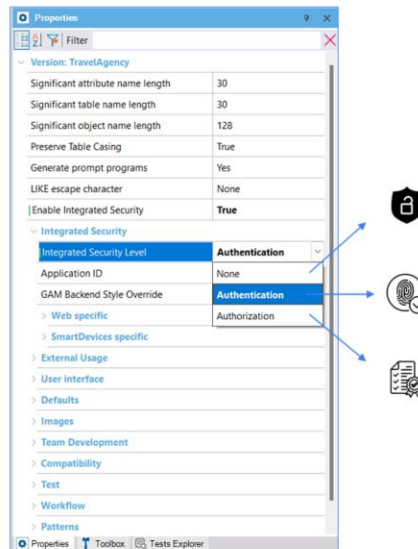 Properties
Filter
Version: TravelAgency
Significant attribute name length 30
Significant table name length 30
Significant object name length 128
Preserve Table Casing True
Generate prompt programs Yes
LIKE escape character None
Enable Integrated Security True
Integrated Security
Integrated Security Level Authentication
Application ID None
GAM Backend Style Override Authentication
Web specific Authorization
SmartDevices specific
External Usage
User interface
Defaults
Images
Team Development
Compatibility
Test
Workflow
Patterns
Properties Toolbox Tests Explorer